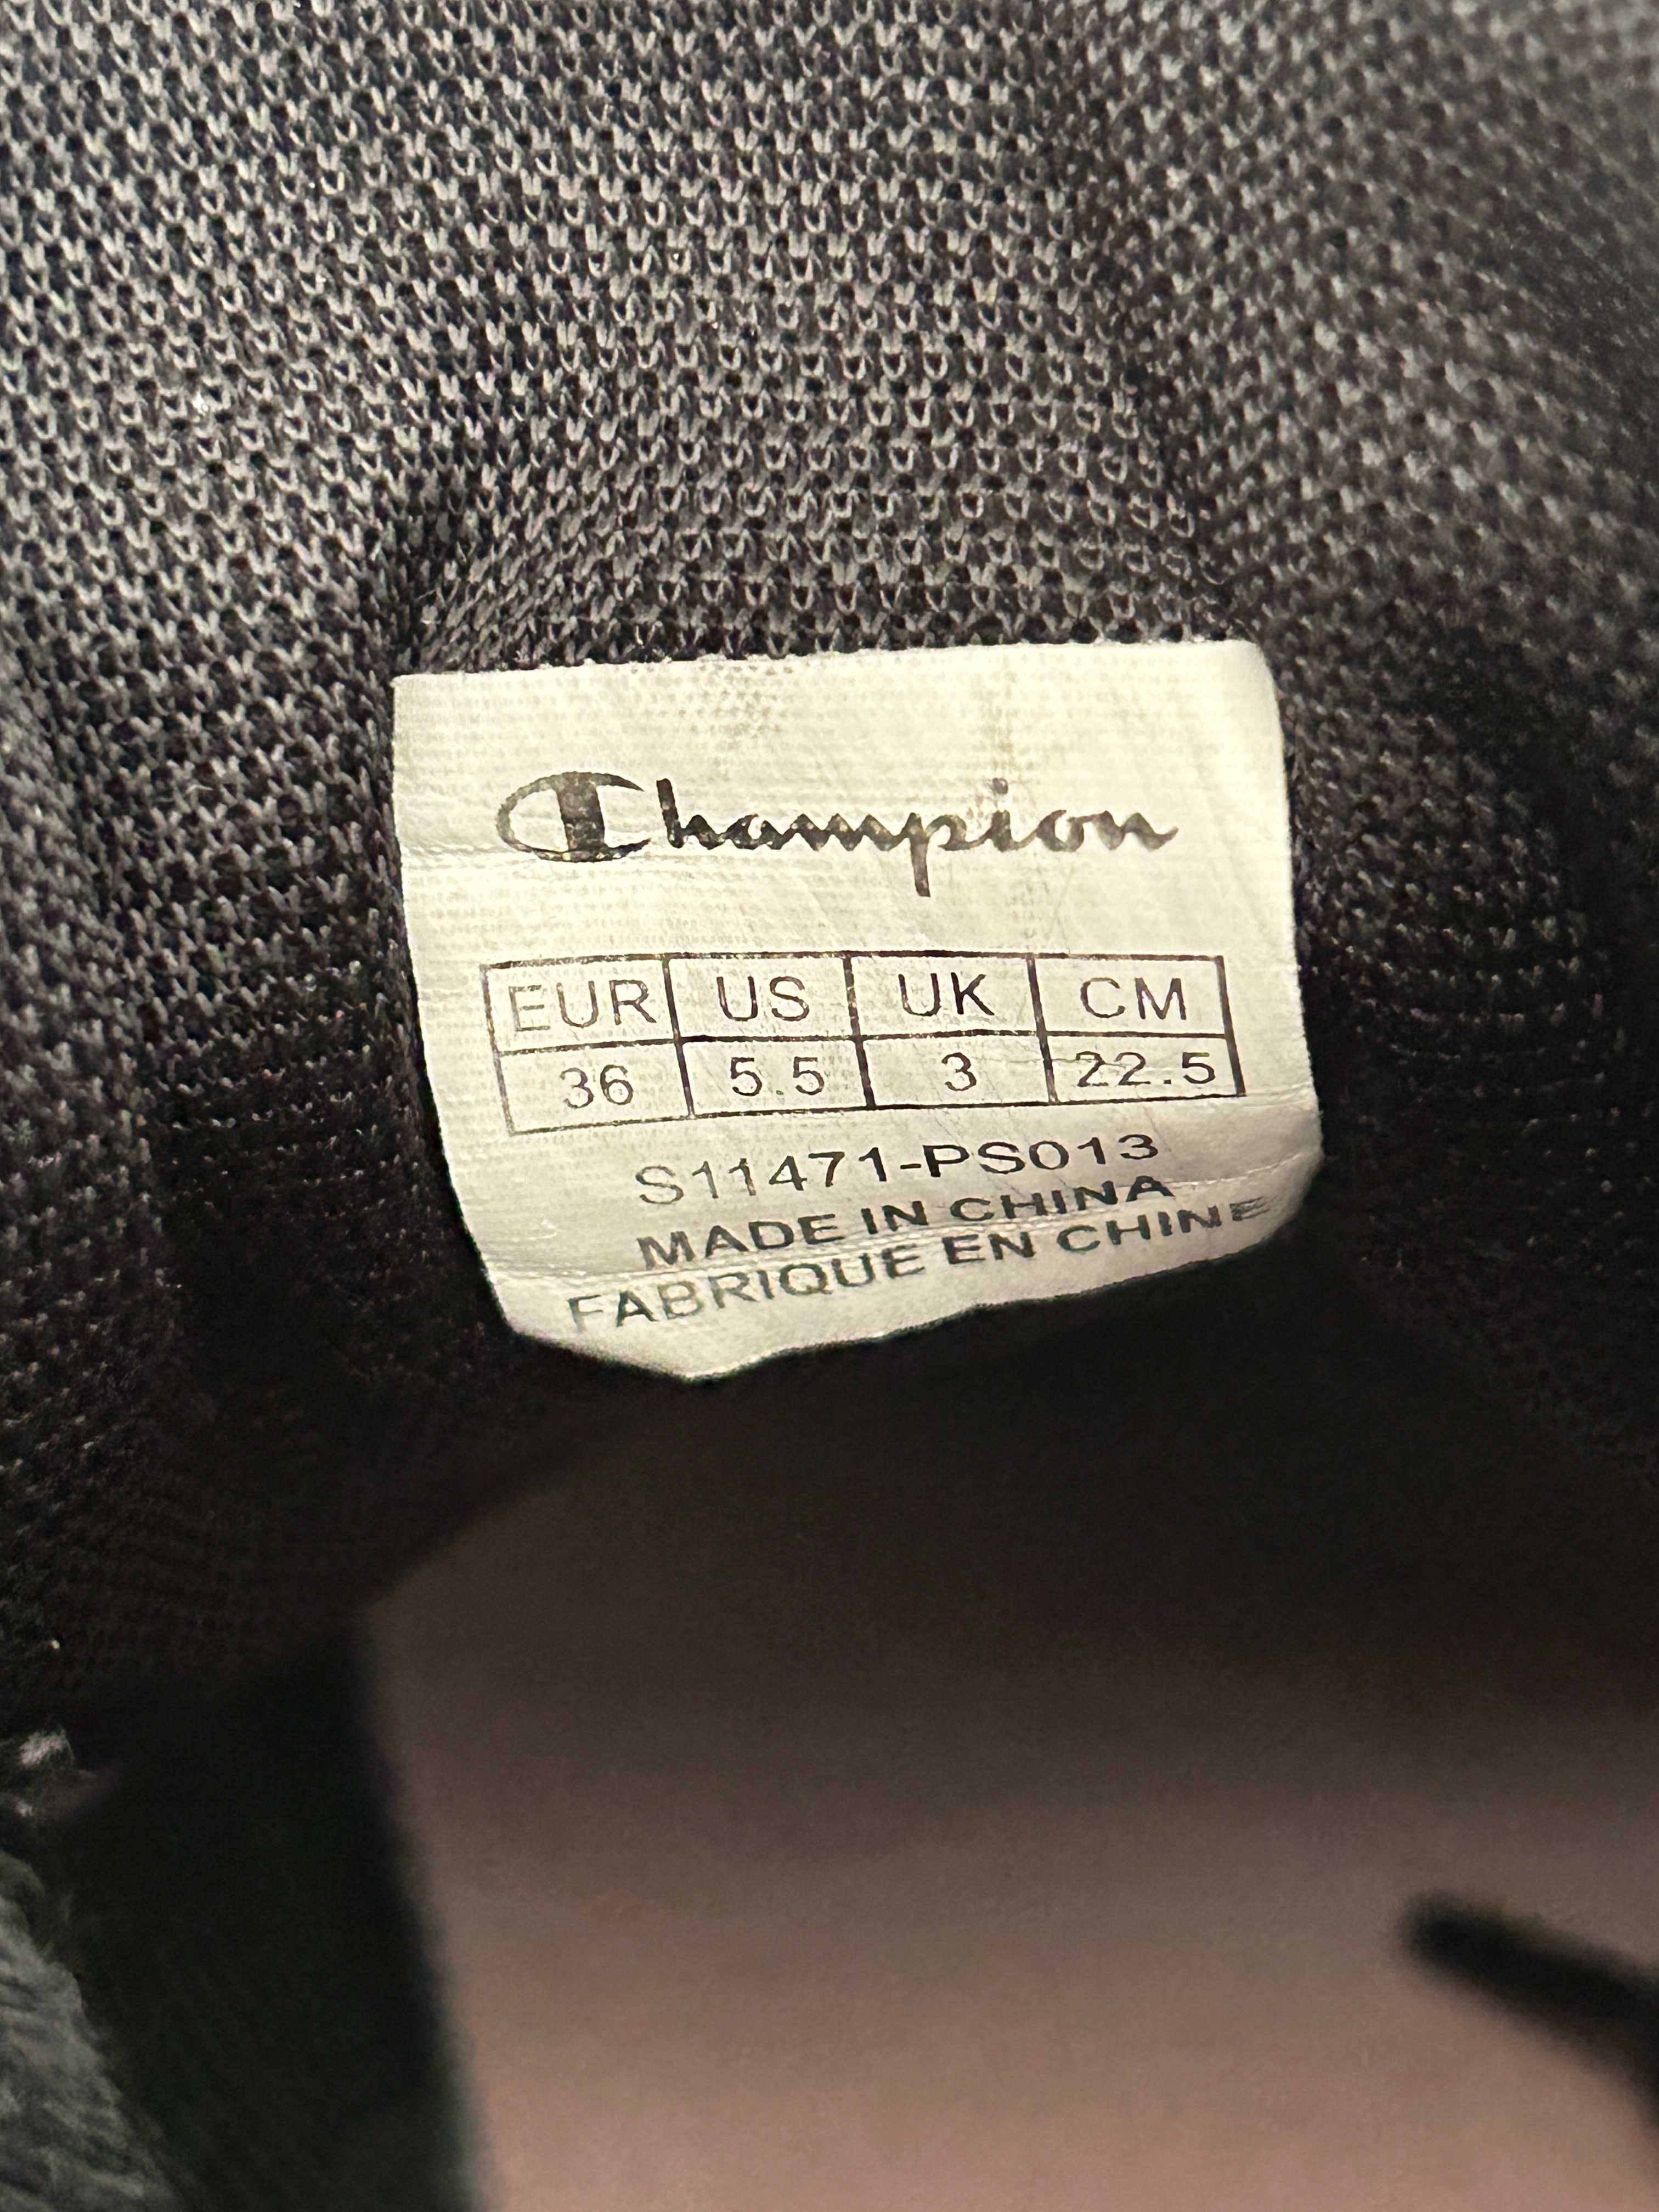 Champion
EUR US UK CM
36 5.5 3 22.5
S11471-PS013
MADE IN CHINA
FABRIQUE EN CHINE